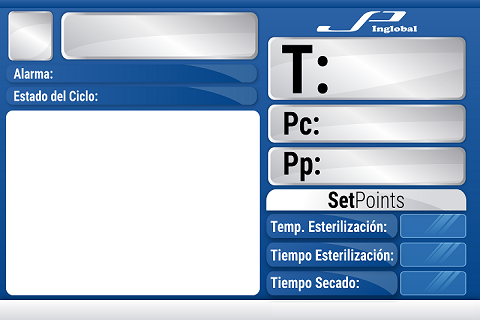 Inglobal
Alarma:
Estado del Ciclo:
T:
Pc:
Pp:
SetPoints
Temp. Esterilización:
Tiempo Esterilización:
Tiempo Secado: